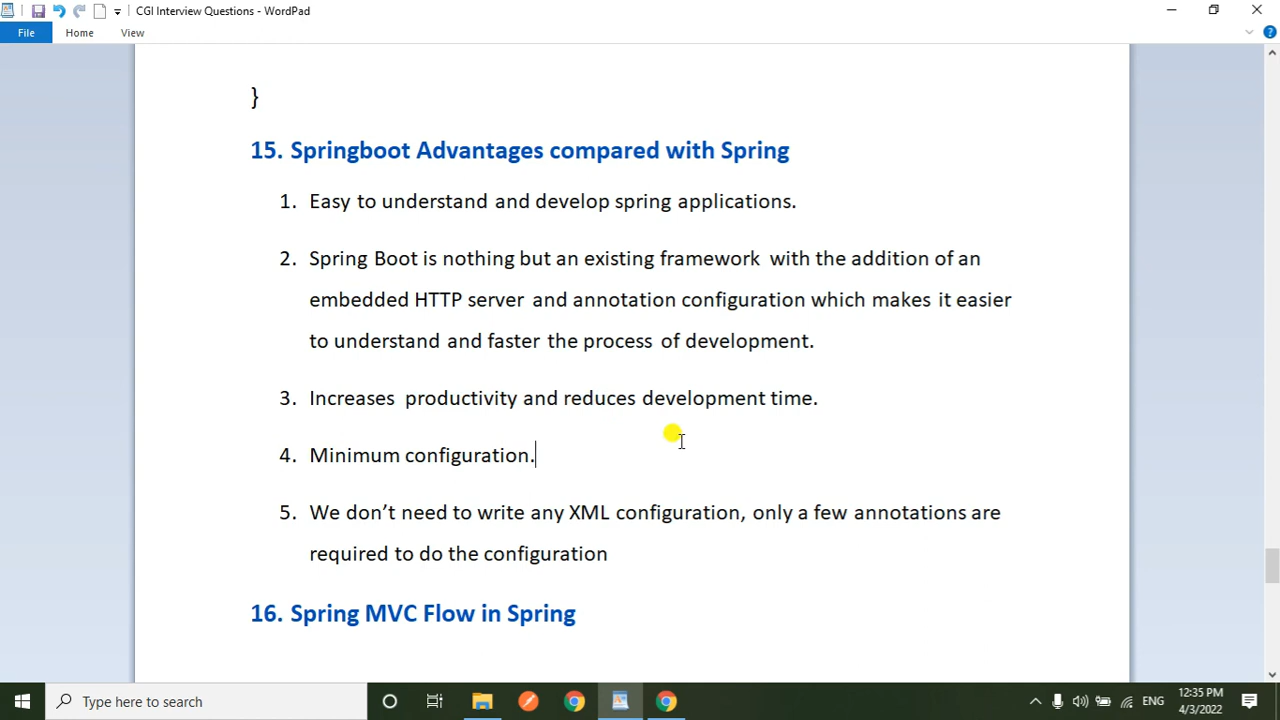 CGI Interview Questions - WordPad
File
Home
View
}
15. Springboot Advantages compared with Spring
1. Easy to understand and develop spring applications.
2. Spring Boot is nothing but an existing framework with the addition of an
embedded HTTP server and annotation configuration which makes it easier
to understand and faster the process of development.
3. Increases productivity and reduces development time.
4. Minimum configuration.
5. We don’t need to write any XML configuration, only a few annotations are
required to do the configuration
16. Spring MVC Flow in Spring
Type here to search
ENG
12:35 PM
4/3/2022